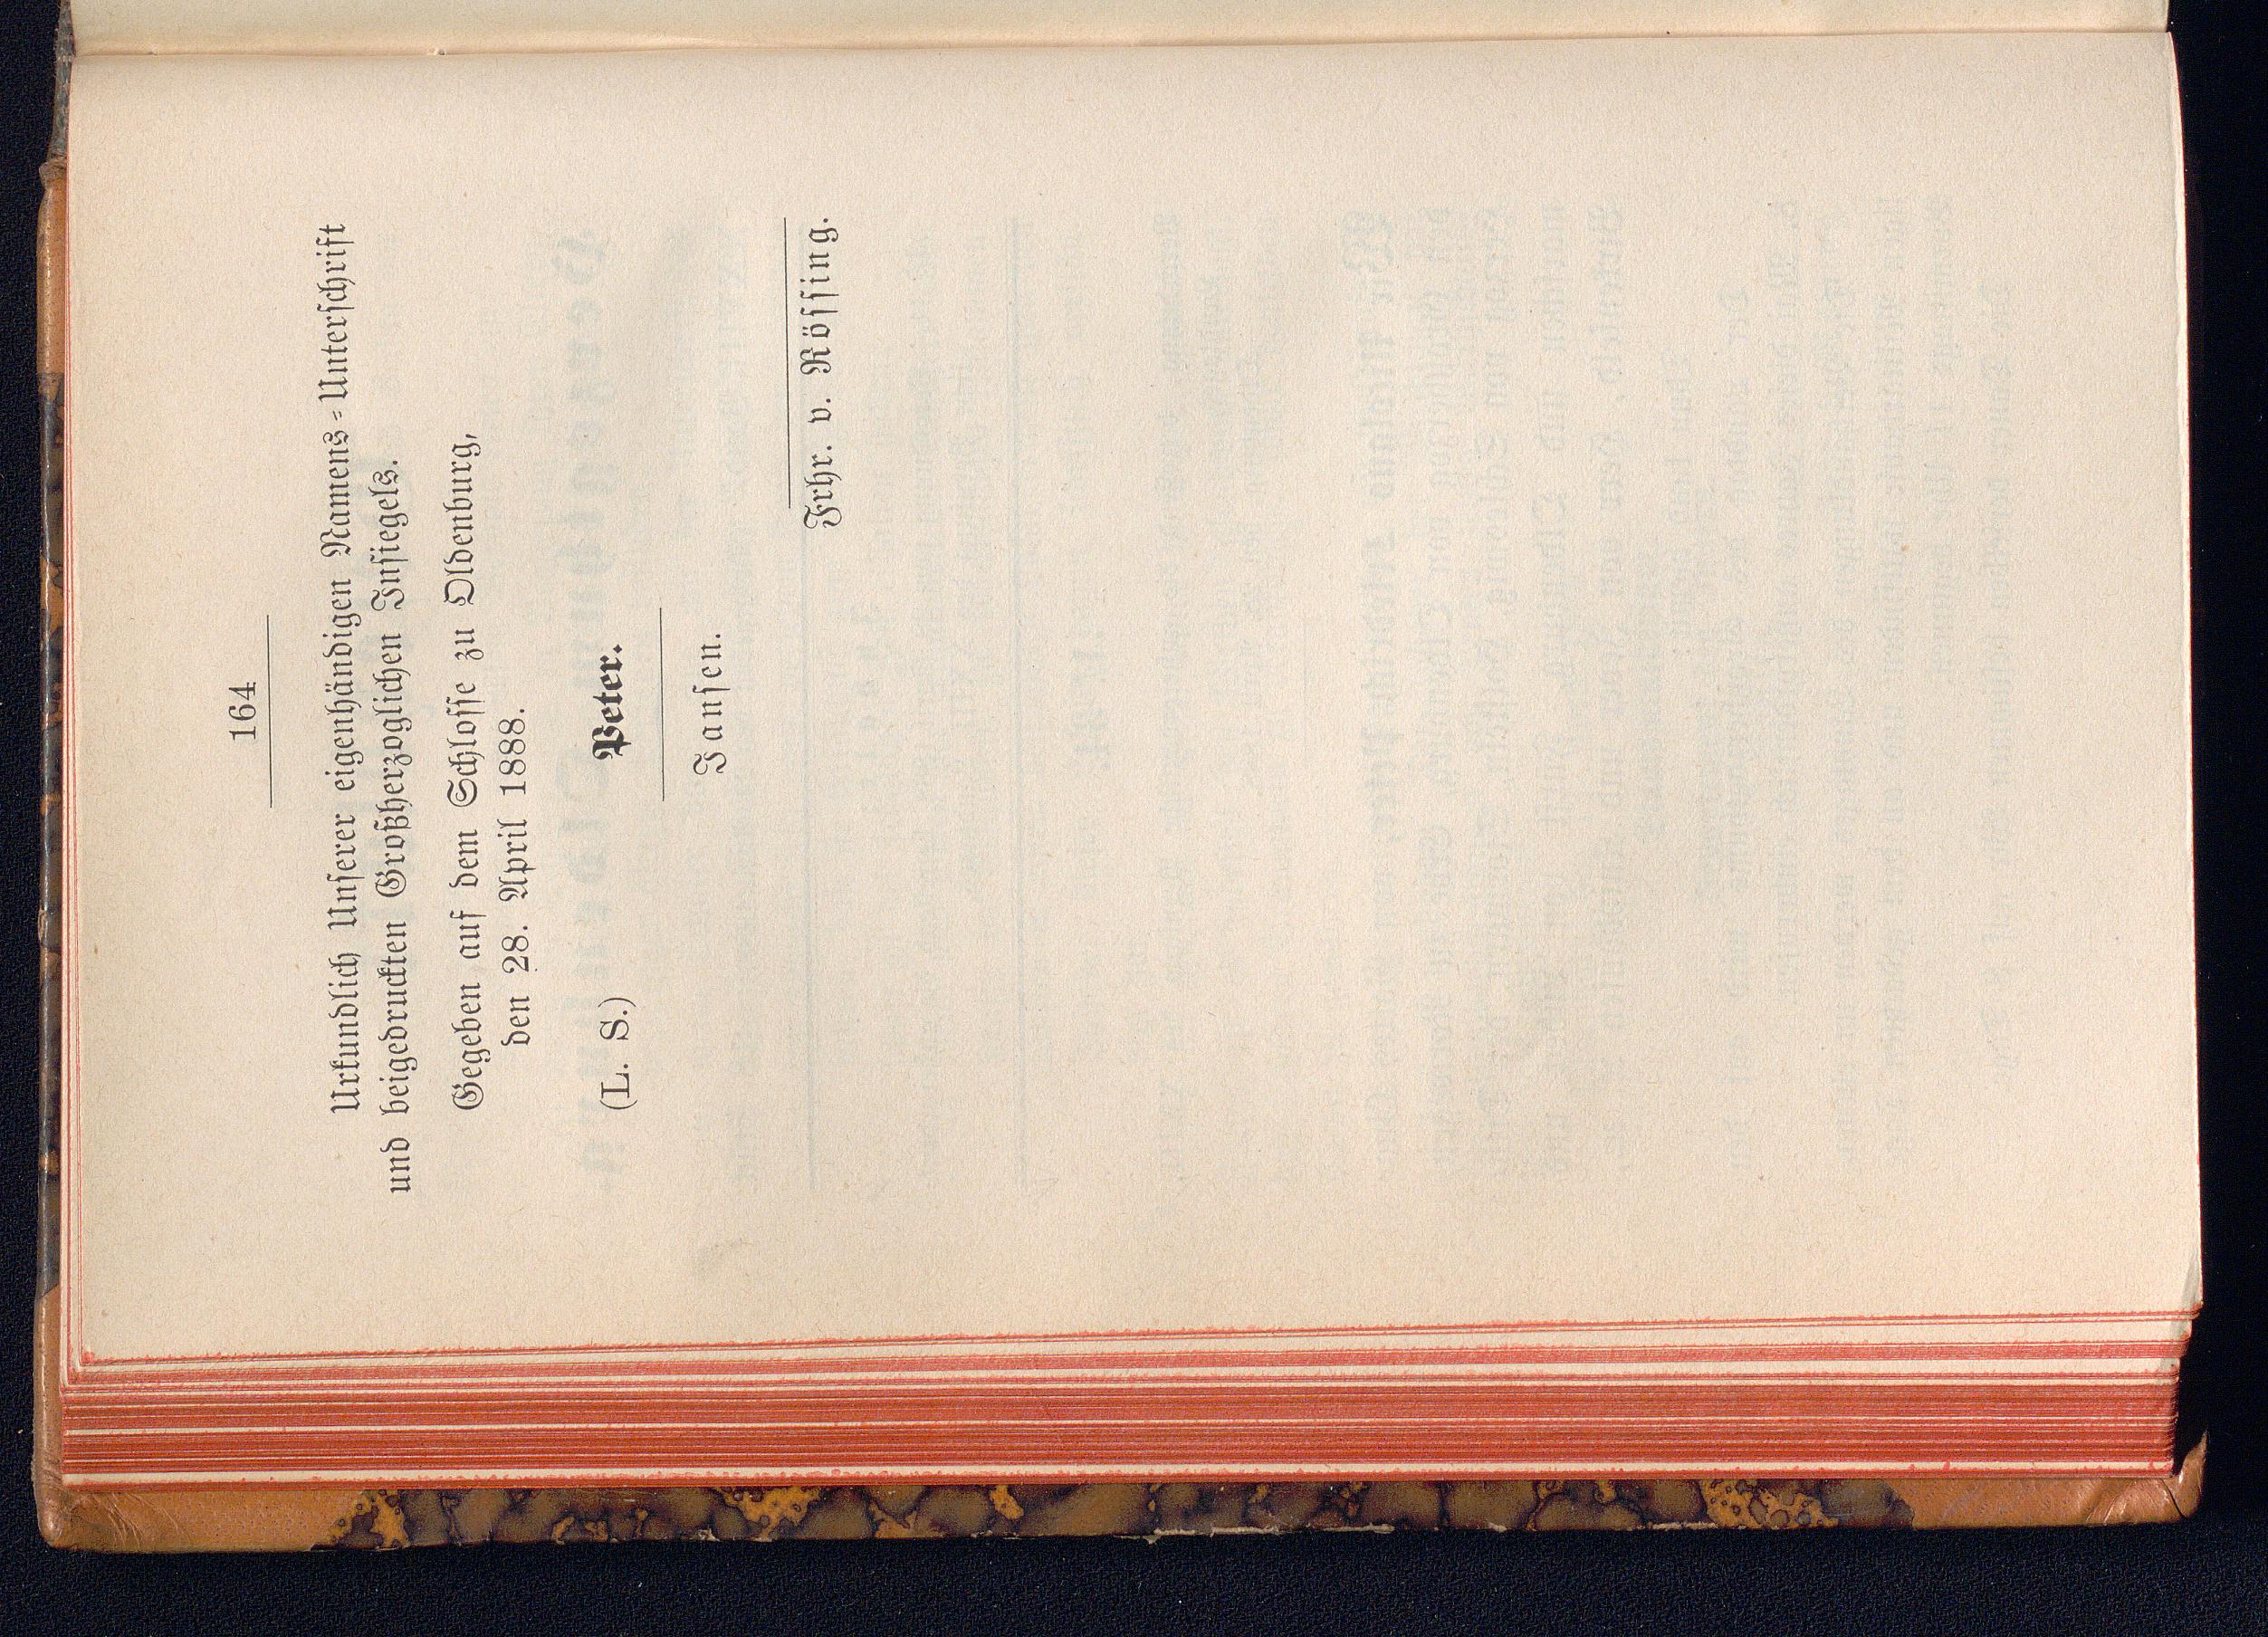 164
Urkundlich Unserer eigenhändigen Namens-Unterschrift
und beigedruckten Großherzoglichen Insiegels.
Gegeben auf dem Schlosse zu Oldenburg,
den 28. April 1888.
(L. S.) Peter.
Jansen.
Frhr. v. Rössing.